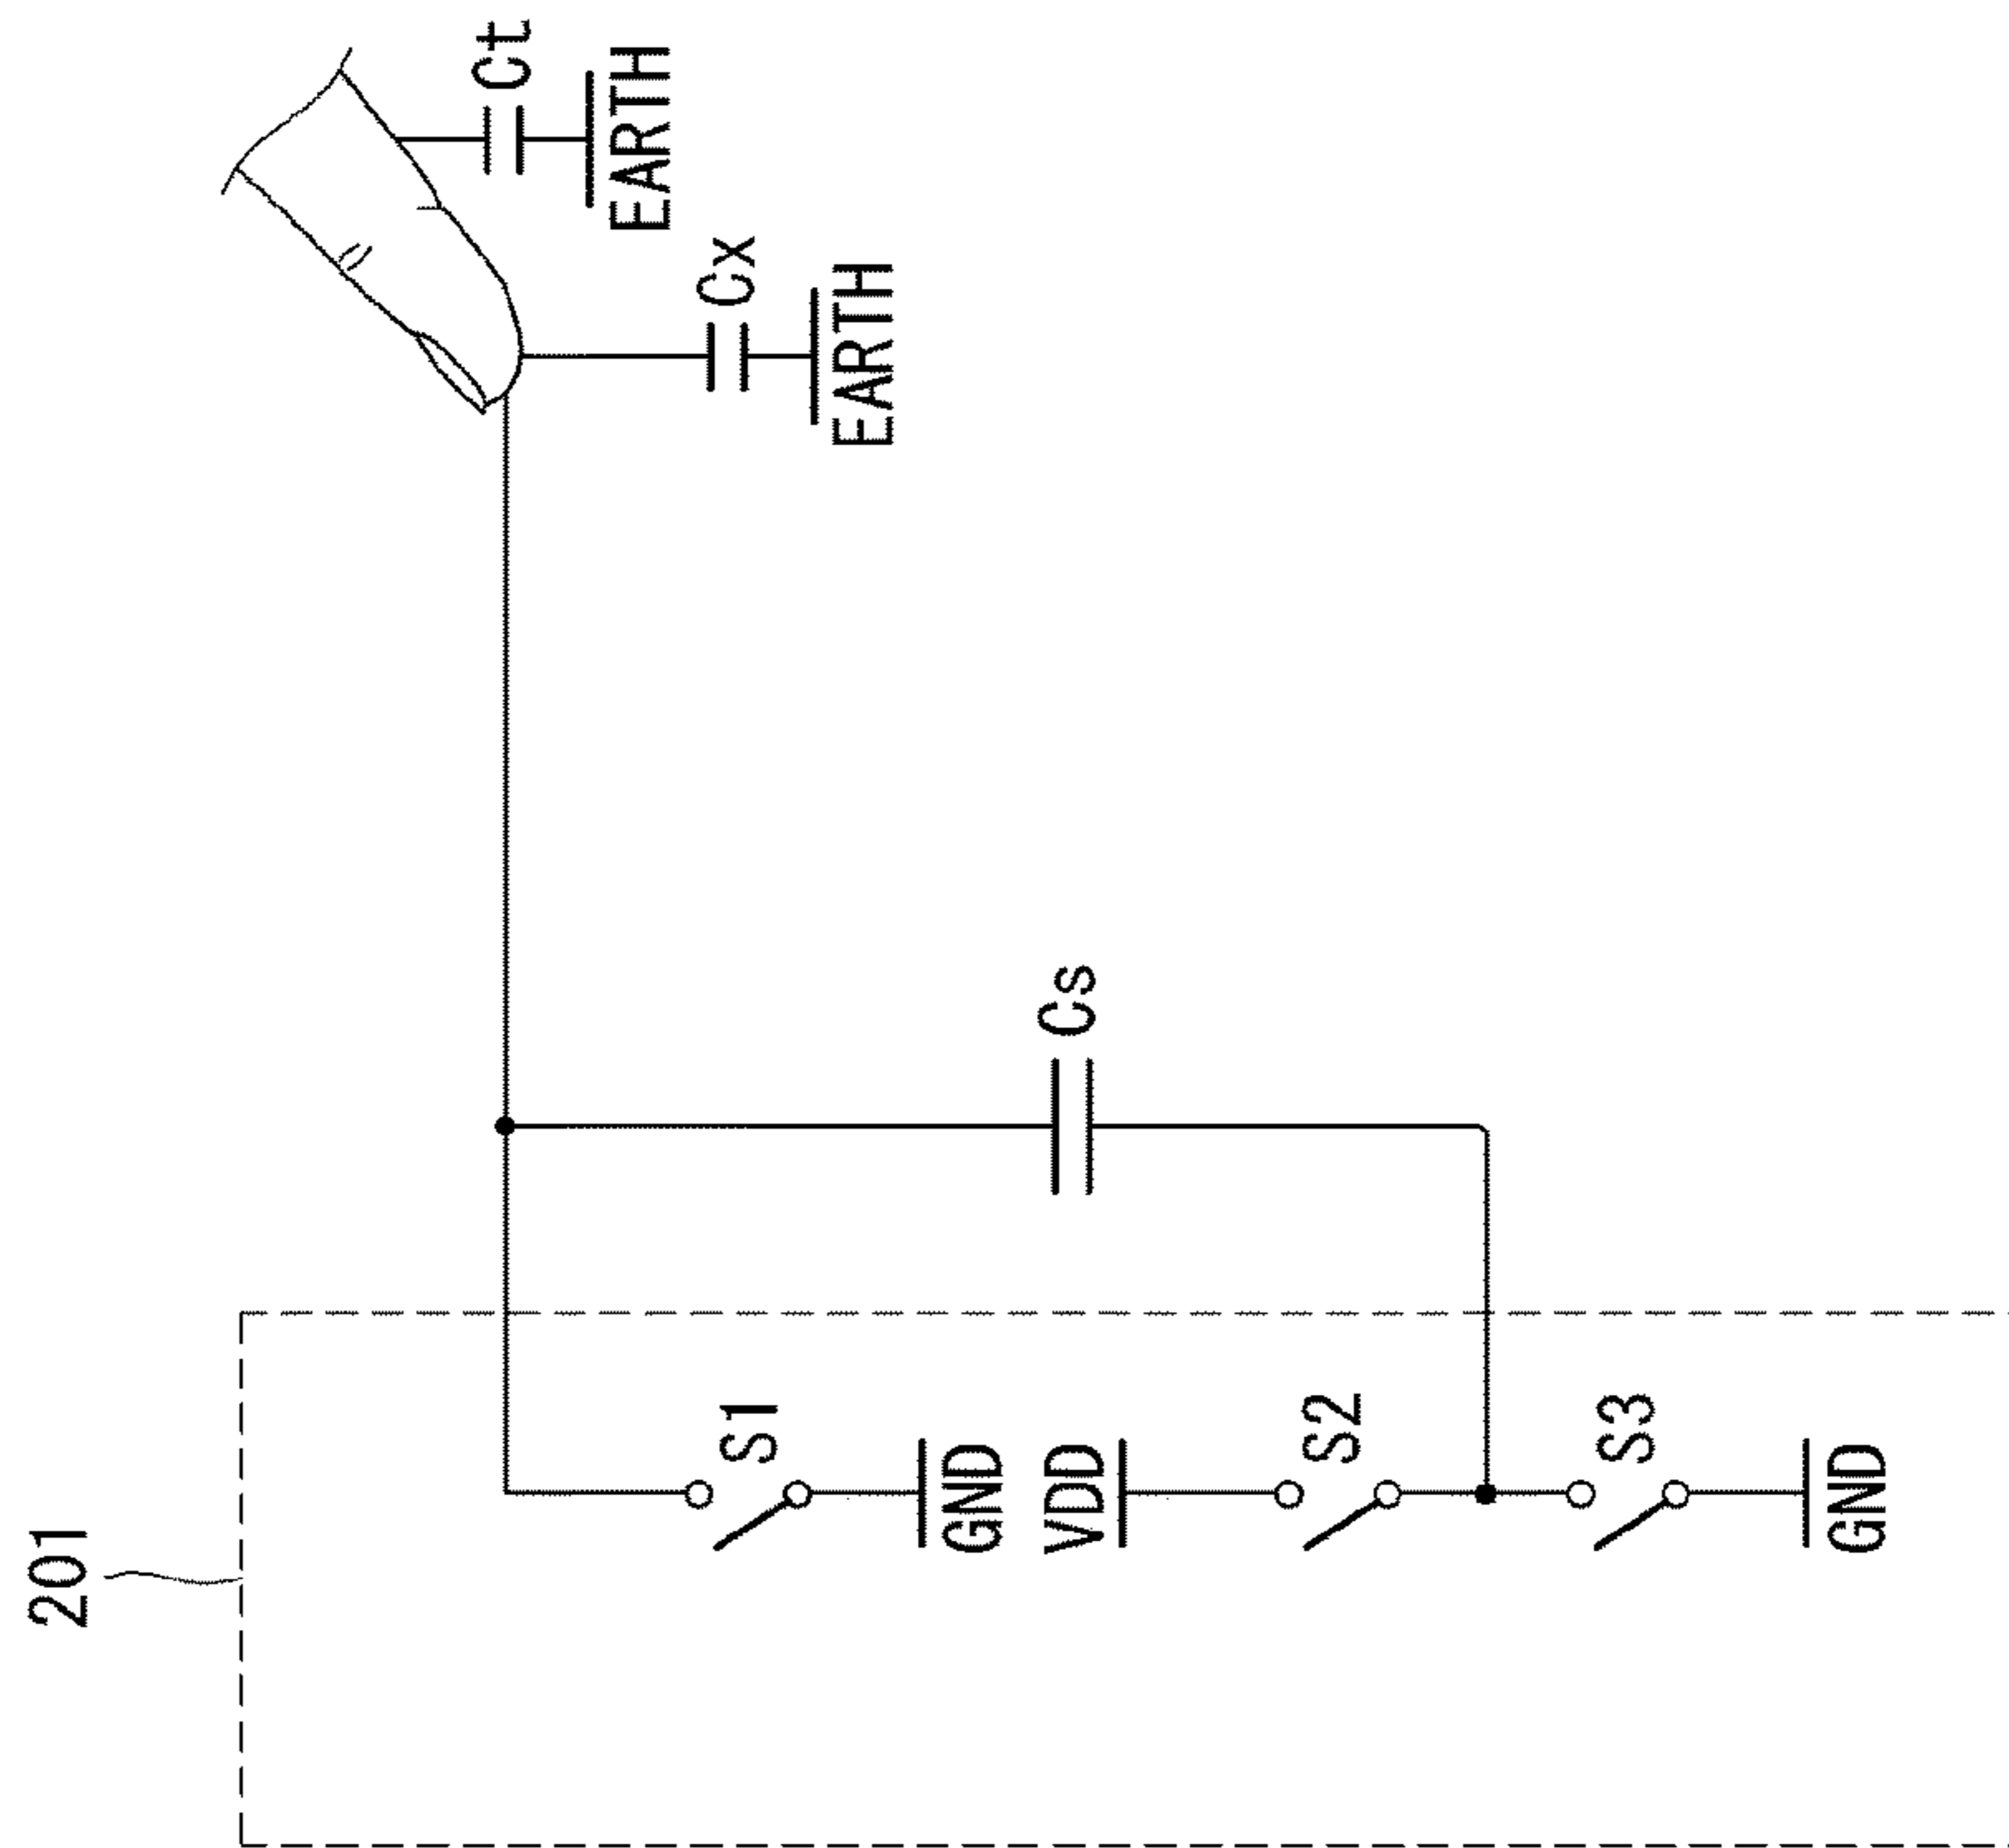 201
Ct
EARTH
Cx
EARTH
Cs
S1
GND
VDD
S2
S3
GND